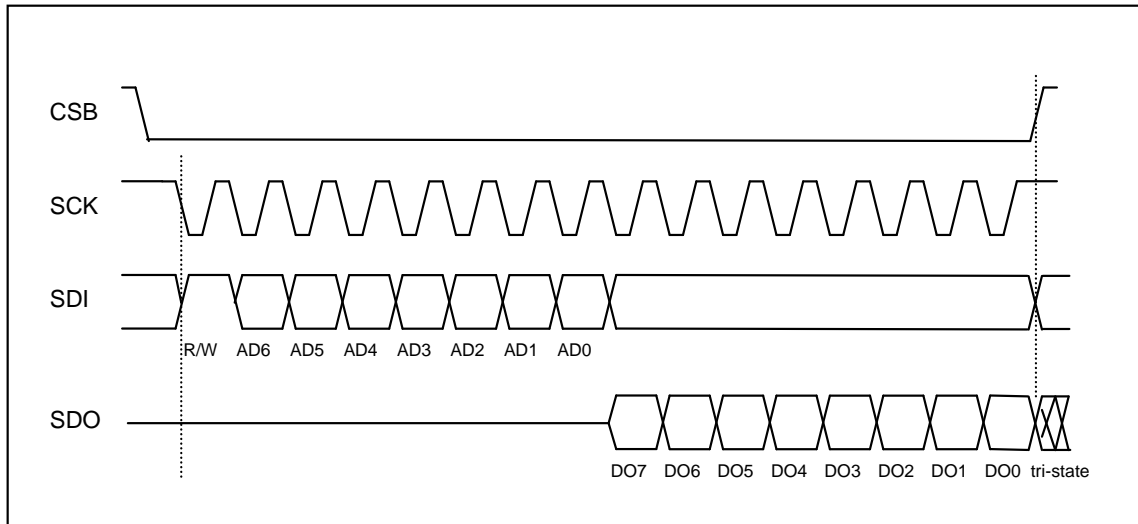 CSB
SCK
SDI
R/W AD6 AD5 AD4 AD3 AD2 AD1 AD0
SDO
DO7 DO6 DO5 DO4 DO3 DO2 DO1 DO0 tri-state